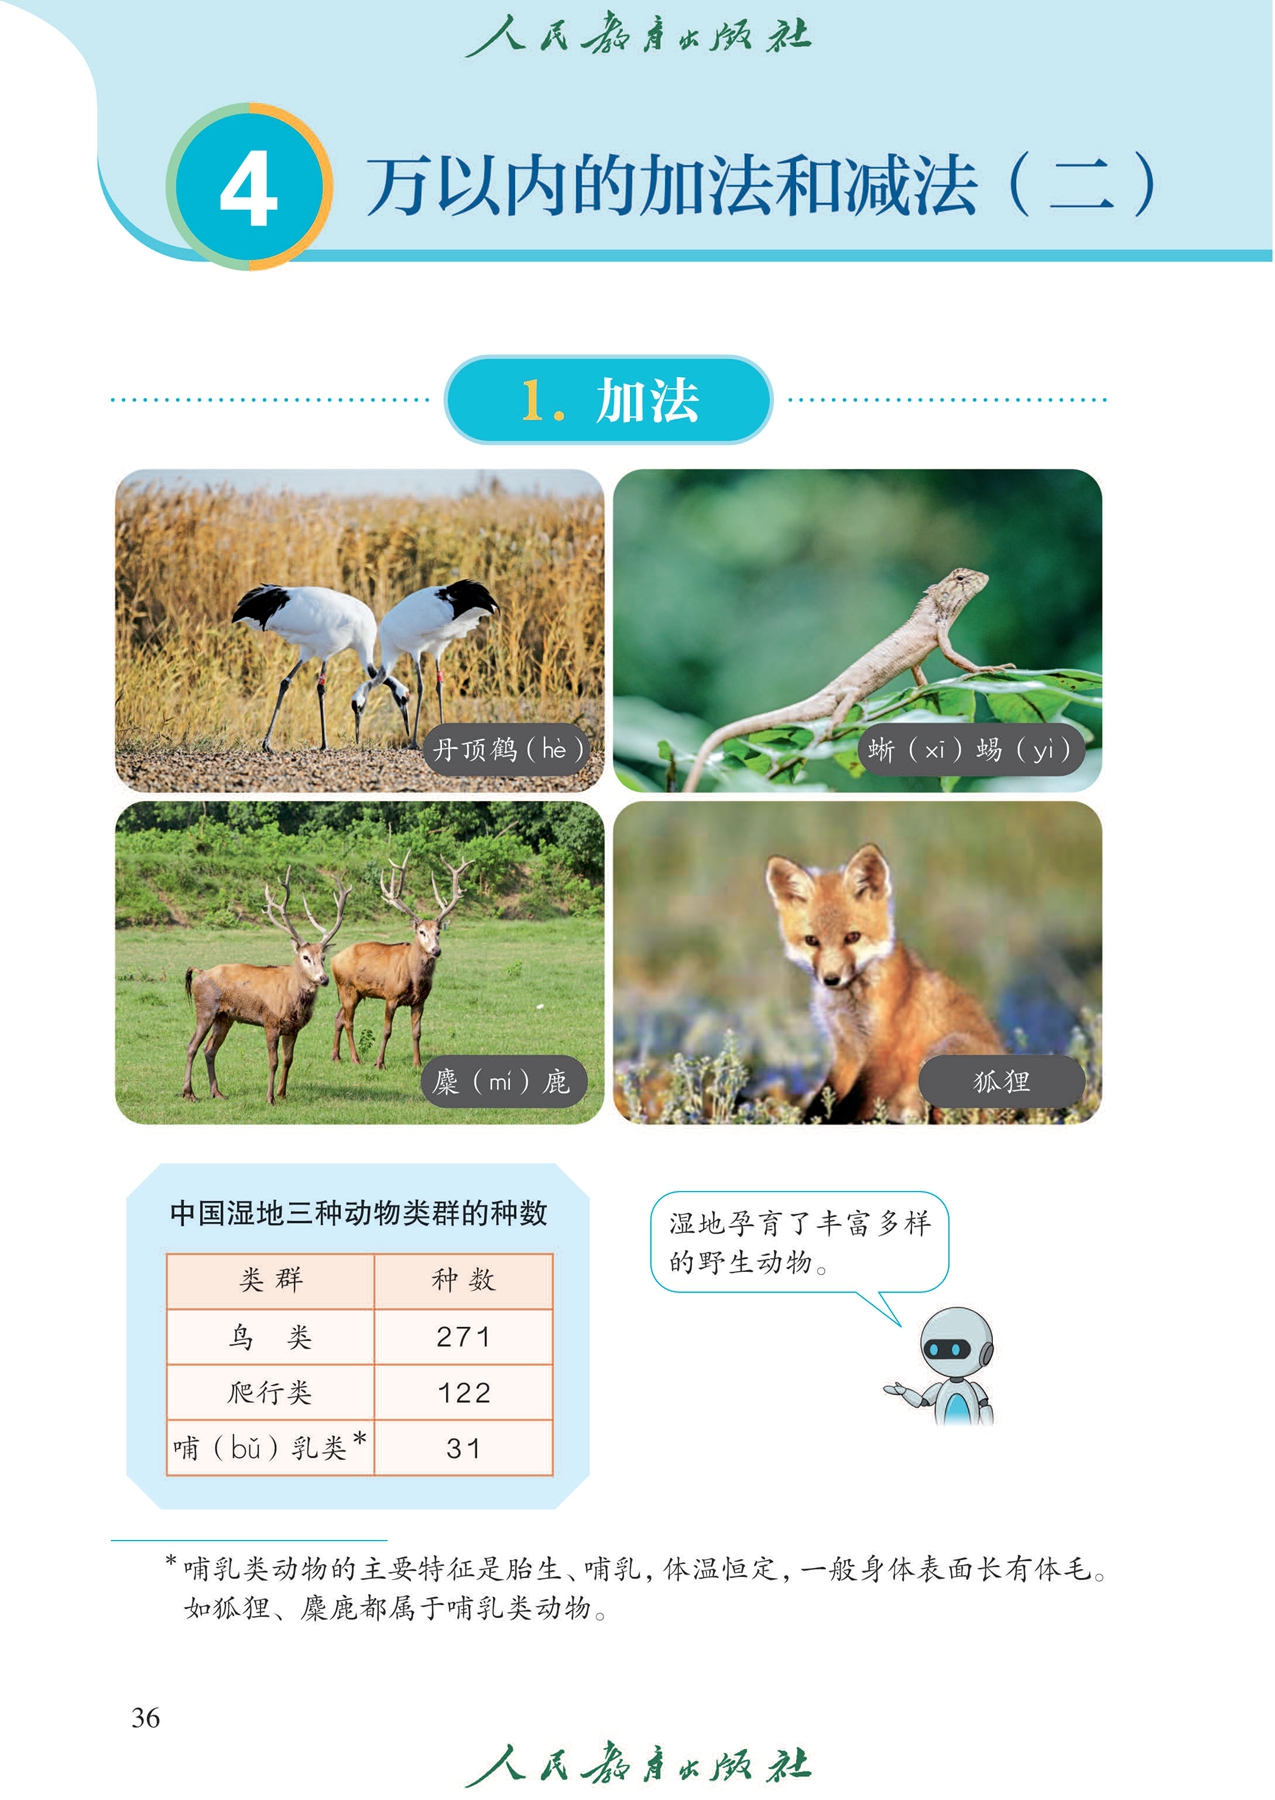 人民教育出版社
4 万以内的加法和减法（二）
1. 加法
丹顶鹤（hè）
蜥（xī）蜴（yì）
麋（mí）鹿
狐狸
中国湿地三种动物类群的种数
类群 种数
鸟 类 271
爬行类 122
哺（bǔ）乳类* 31
湿地孕育了丰富多样
的野生动物。
*哺乳类动物的主要特征是胎生、哺乳，体温恒定，一般身体表面长有体毛。
如狐狸、麋鹿都属于哺乳类动物。
36
人民教育出版社